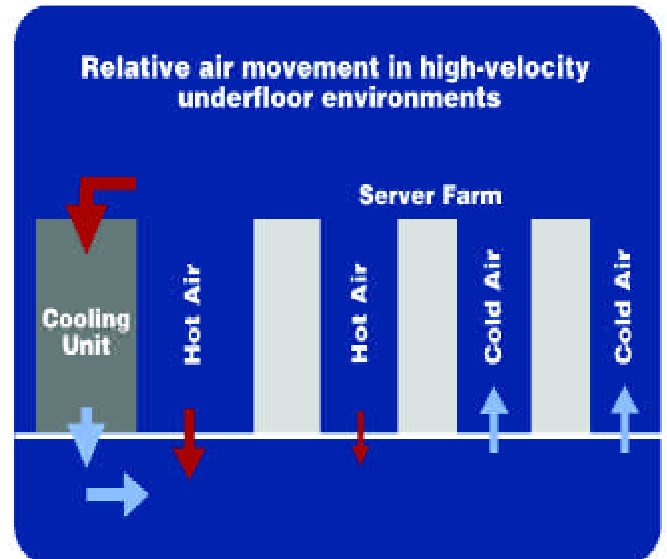 Relative air movement in high-velocity
underfloor environments
Server Farm
Cooling
Unit
Hot Air
Hot Air
Cold Air
Cold Air